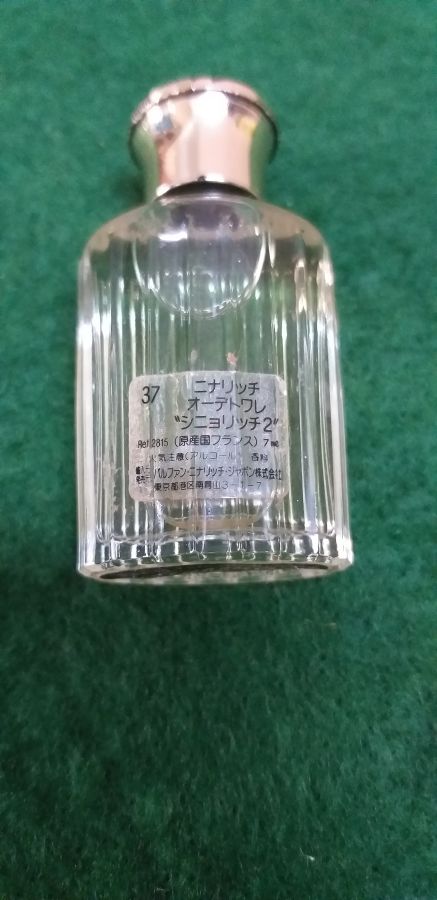 37
ニナリッチ
オーデトワレ
"シニョリッチ2"
Ref.2815 (原産国フランス) 7ml
火気注意(アルコール) 香料
パルファン・ニナリッチ・ジャポン株式会社
東京都港区南青山3-1-7